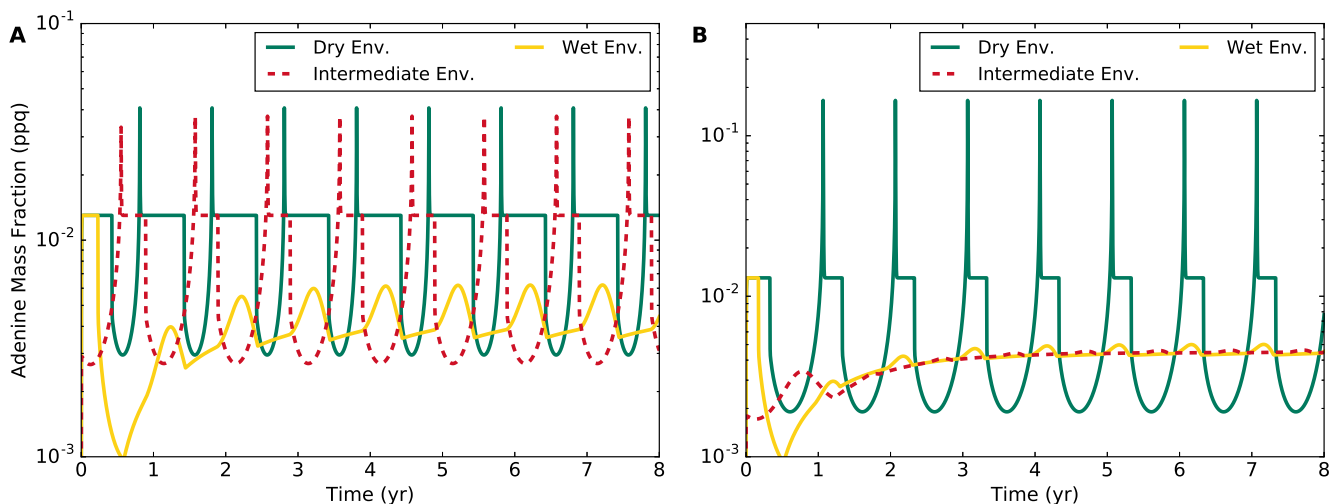 A
10⁻¹
10⁻²
10⁻³
Adenine Mass Fraction (ppq)
Dry Env.
Wet Env.
Intermediate Env.
0 1 2 3 4 5 6 7 8
Time (yr)
B
10⁻¹
10⁻²
10⁻³
Dry Env.
Wet Env.
Intermediate Env.
0 1 2 3 4 5 6 7 8
Time (yr)